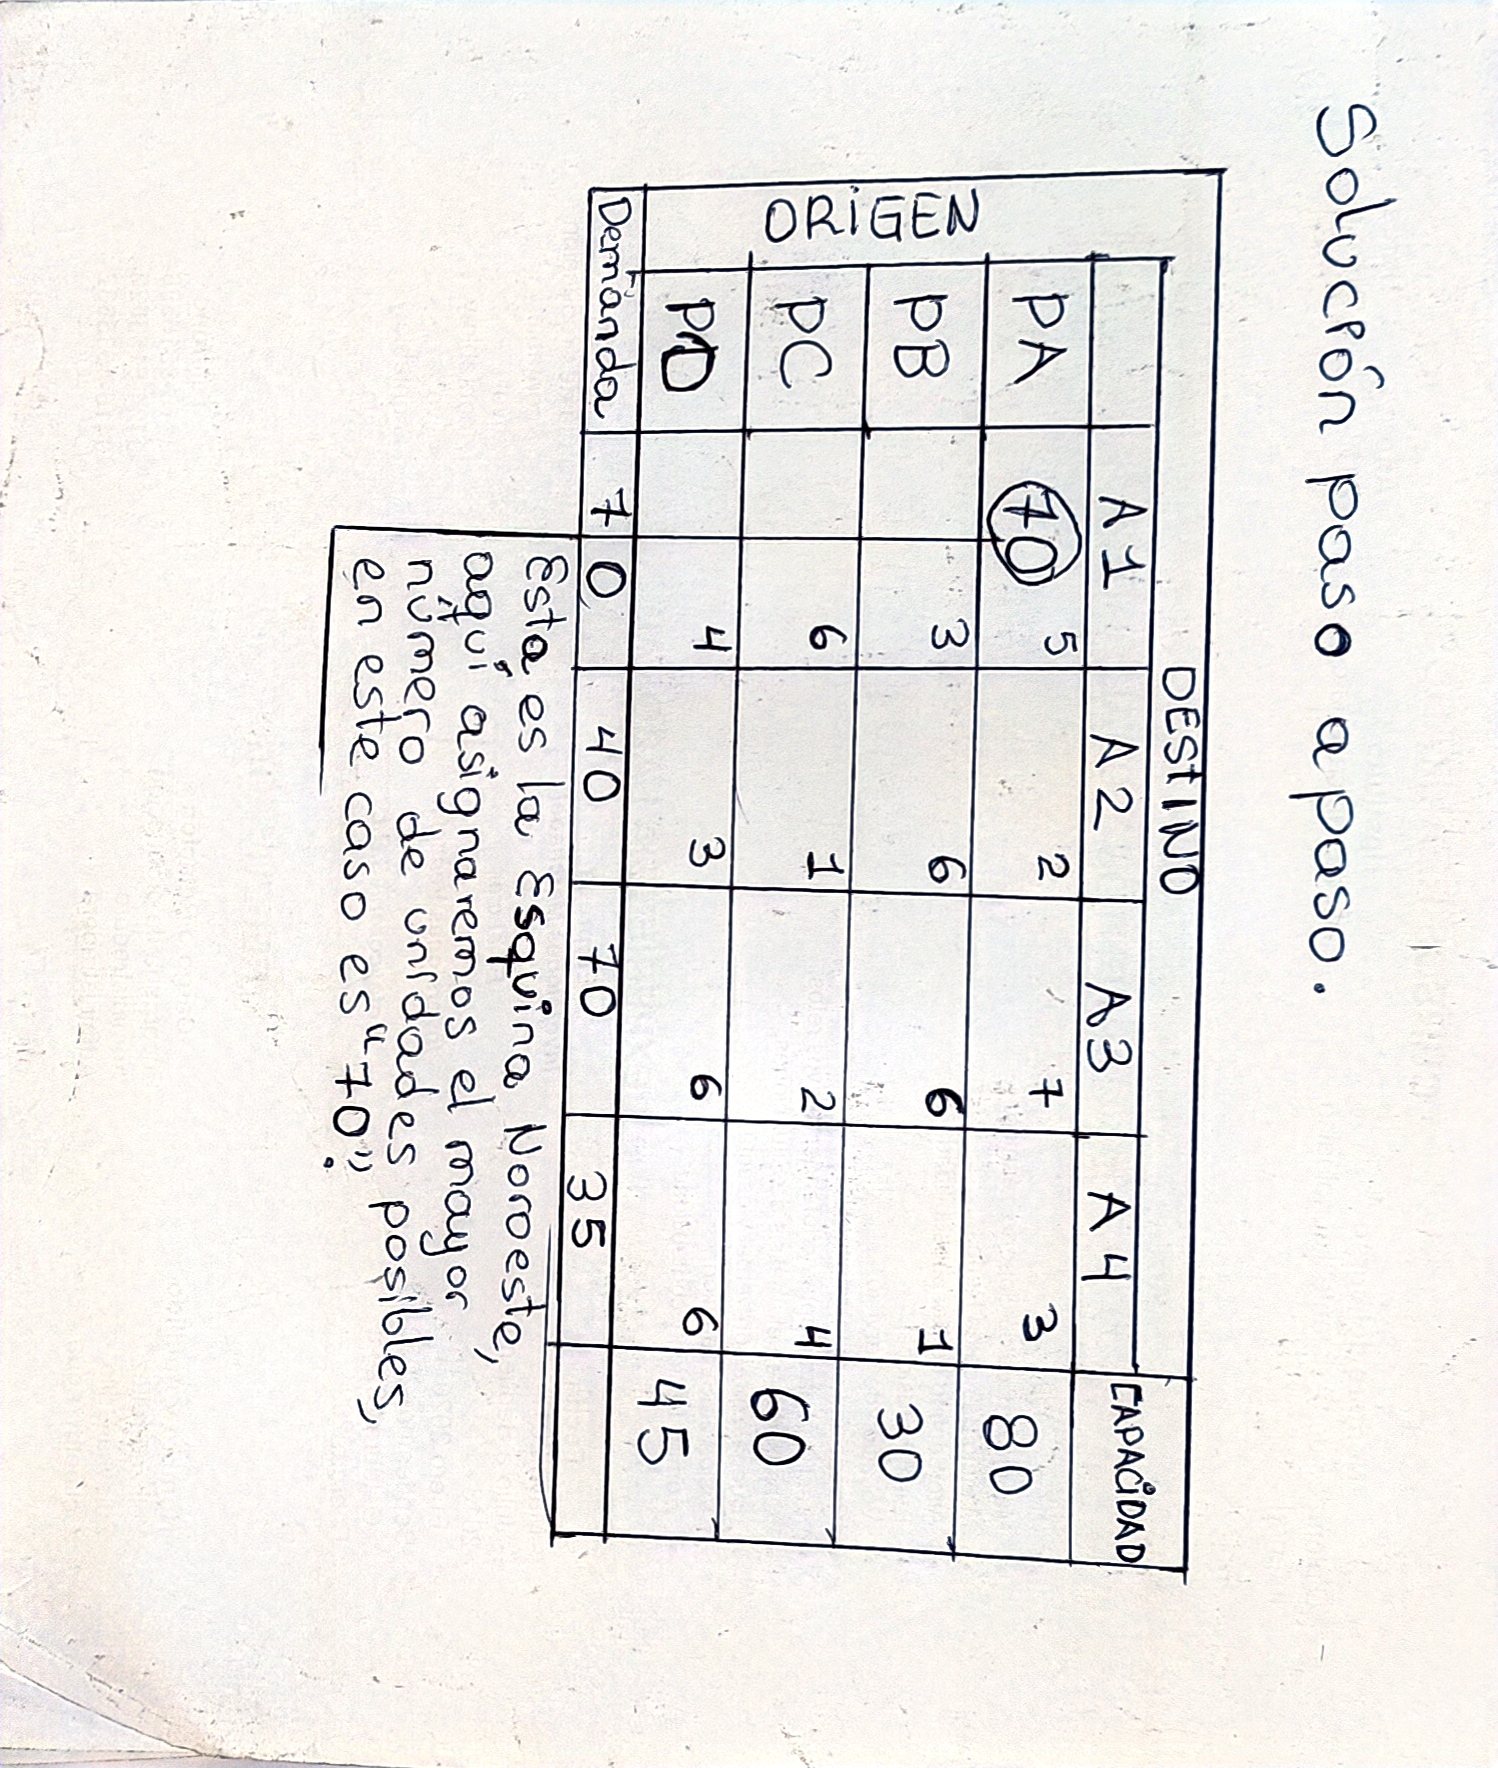 Solución paso a paso.
DEStINO
CAPACiDAD
A1 A2 A3 A4
ORiGEN
PA 70 5 2 7 3 80
PB 3 6 6 1 30
PC 6 1 2 4 60
PD 4 3 6 6 45
Demanda 70 40 70 35
Esta es la Esquina Noroeste,
aquí asignaremos el mayor
número de unidades posibles,
en este caso es "70".